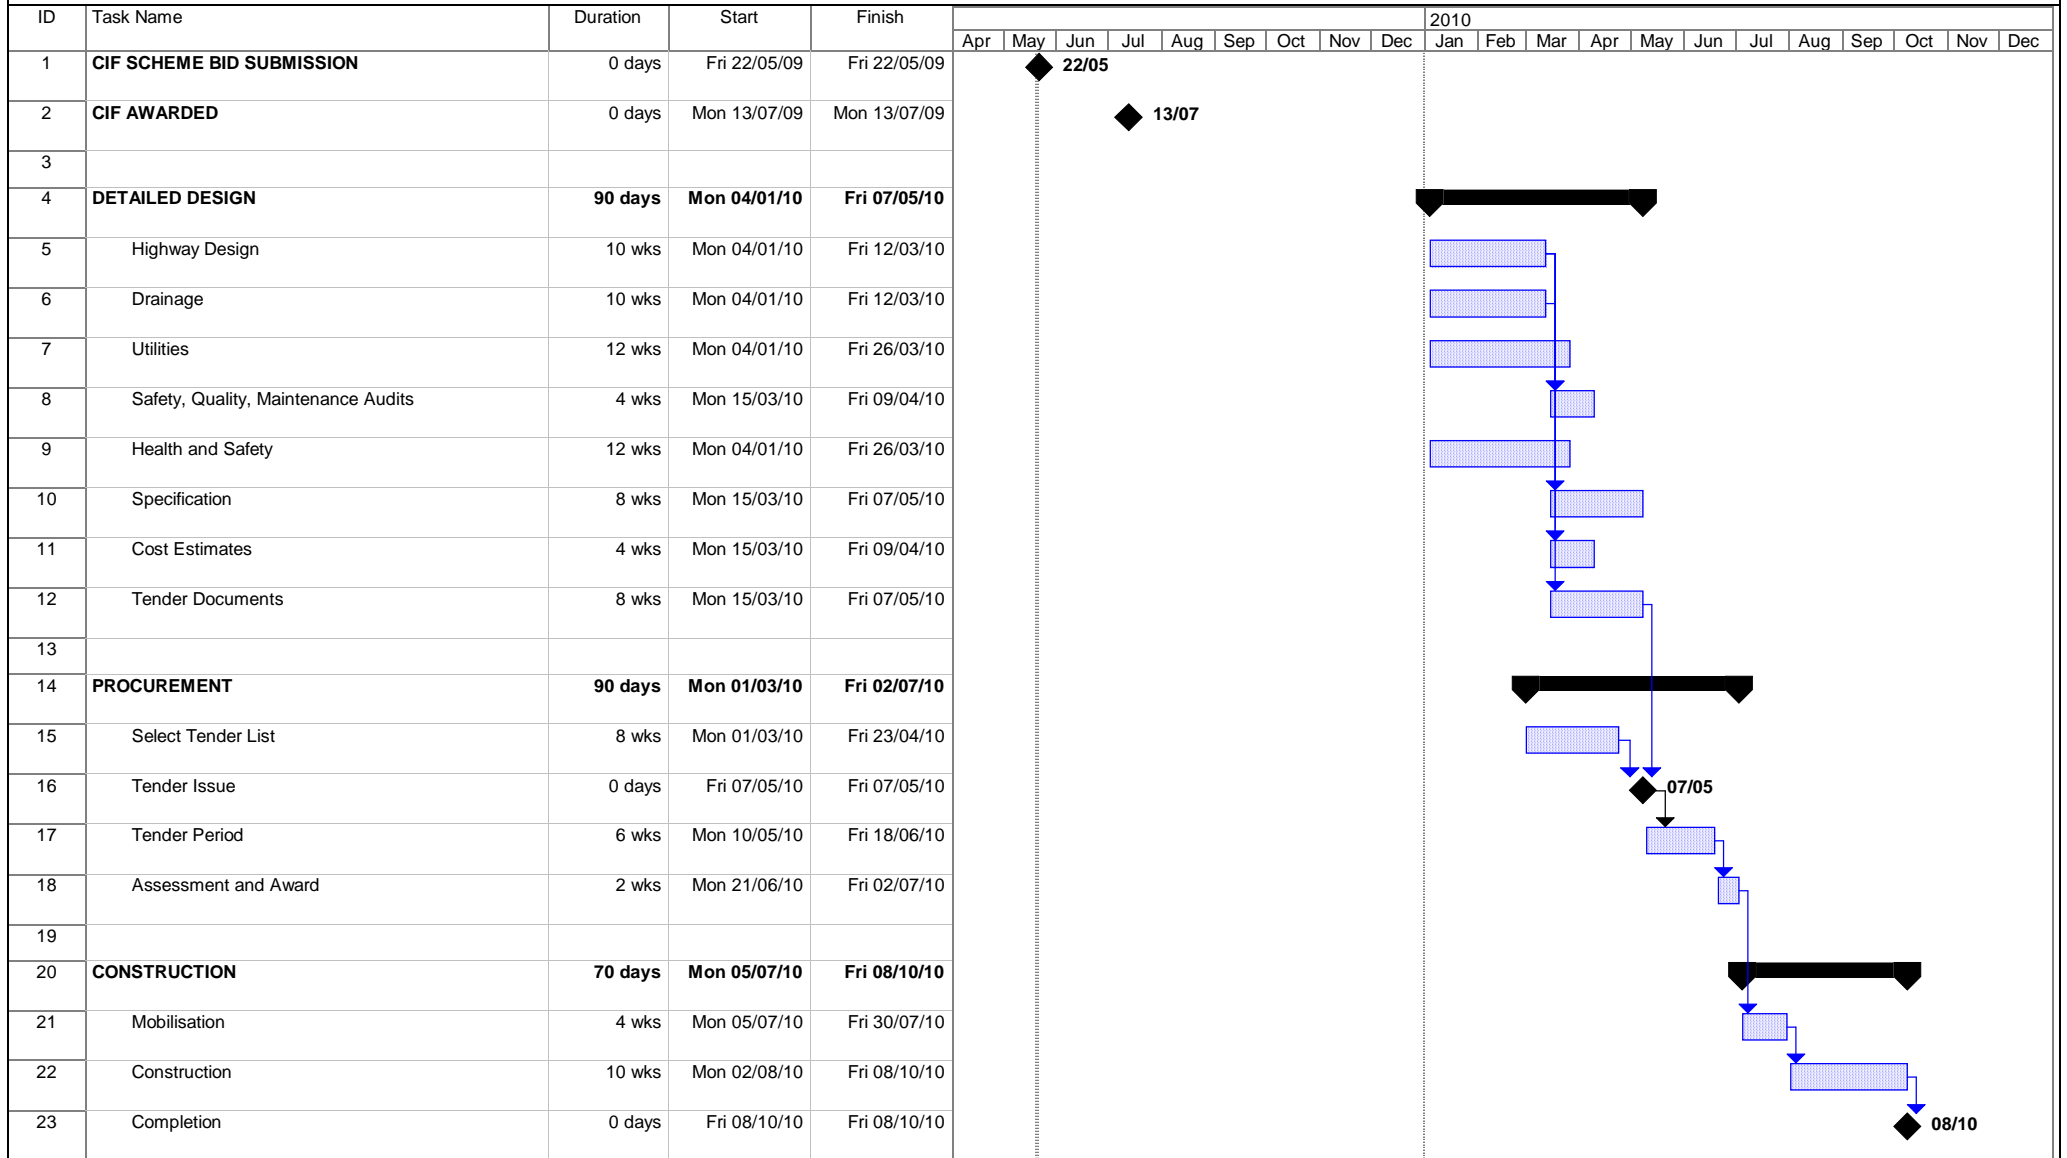 ID Task Name Duration Start Finish 2010
Apr May Jun Jul Aug Sep Oct Nov Dec Jan Feb Mar Apr May Jun Jul Aug Sep Oct Nov Dec
1 CIF SCHEME BID SUBMISSION 0 days Fri 22/05/09 Fri 22/05/09 22/05
2 CIF AWARDED 0 days Mon 13/07/09 Mon 13/07/09 13/07
3
4 DETAILED DESIGN 90 days Mon 04/01/10 Fri 07/05/10
5 Highway Design 10 wks Mon 04/01/10 Fri 12/03/10
6 Drainage 10 wks Mon 04/01/10 Fri 12/03/10
7 Utilities 12 wks Mon 04/01/10 Fri 26/03/10
8 Safety, Quality, Maintenance Audits 4 wks Mon 15/03/10 Fri 09/04/10
9 Health and Safety 12 wks Mon 04/01/10 Fri 26/03/10
10 Specification 8 wks Mon 15/03/10 Fri 07/05/10
11 Cost Estimates 4 wks Mon 15/03/10 Fri 09/04/10
12 Tender Documents 8 wks Mon 15/03/10 Fri 07/05/10
13
14 PROCUREMENT 90 days Mon 01/03/10 Fri 02/07/10
15 Select Tender List 8 wks Mon 01/03/10 Fri 23/04/10
16 Tender Issue 0 days Fri 07/05/10 Fri 07/05/10 07/05
17 Tender Period 6 wks Mon 10/05/10 Fri 18/06/10
18 Assessment and Award 2 wks Mon 21/06/10 Fri 02/07/10
19
20 CONSTRUCTION 70 days Mon 05/07/10 Fri 08/10/10
21 Mobilisation 4 wks Mon 05/07/10 Fri 30/07/10
22 Construction 10 wks Mon 02/08/10 Fri 08/10/10
23 Completion 0 days Fri 08/10/10 Fri 08/10/10 08/10